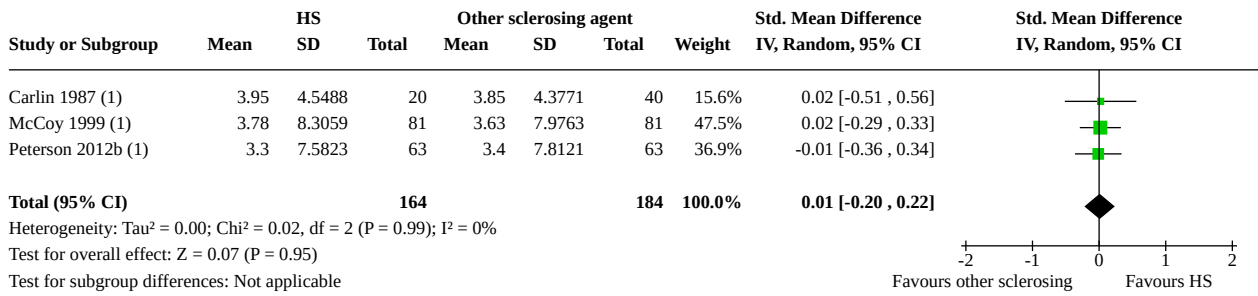 HS Other sclerosing agent Std. Mean Difference Std. Mean Difference
Study or Subgroup Mean SD Total Mean SD Total Weight IV, Random, 95% CI IV, Random, 95% CI
Carlin 1987 (1) 3.95 4.5488 20 3.85 4.3771 40 15.6% 0.02 [-0.51 , 0.56]
McCoy 1999 (1) 3.78 8.3059 81 3.63 7.9763 81 47.5% 0.02 [-0.29 , 0.33]
Peterson 2012b (1) 3.3 7.5823 63 3.4 7.8121 63 36.9% -0.01 [-0.36 , 0.34]
Total (95% CI) 164 184 100.0% 0.01 [-0.20 , 0.22]
Heterogeneity: Tau² = 0.00; Chi² = 0.02, df = 2 (P = 0.99); I² = 0%
Test for overall effect: Z = 0.07 (P = 0.95)
-2 -1 0 1 2
Test for subgroup differences: Not applicable Favours other sclerosing Favours HS